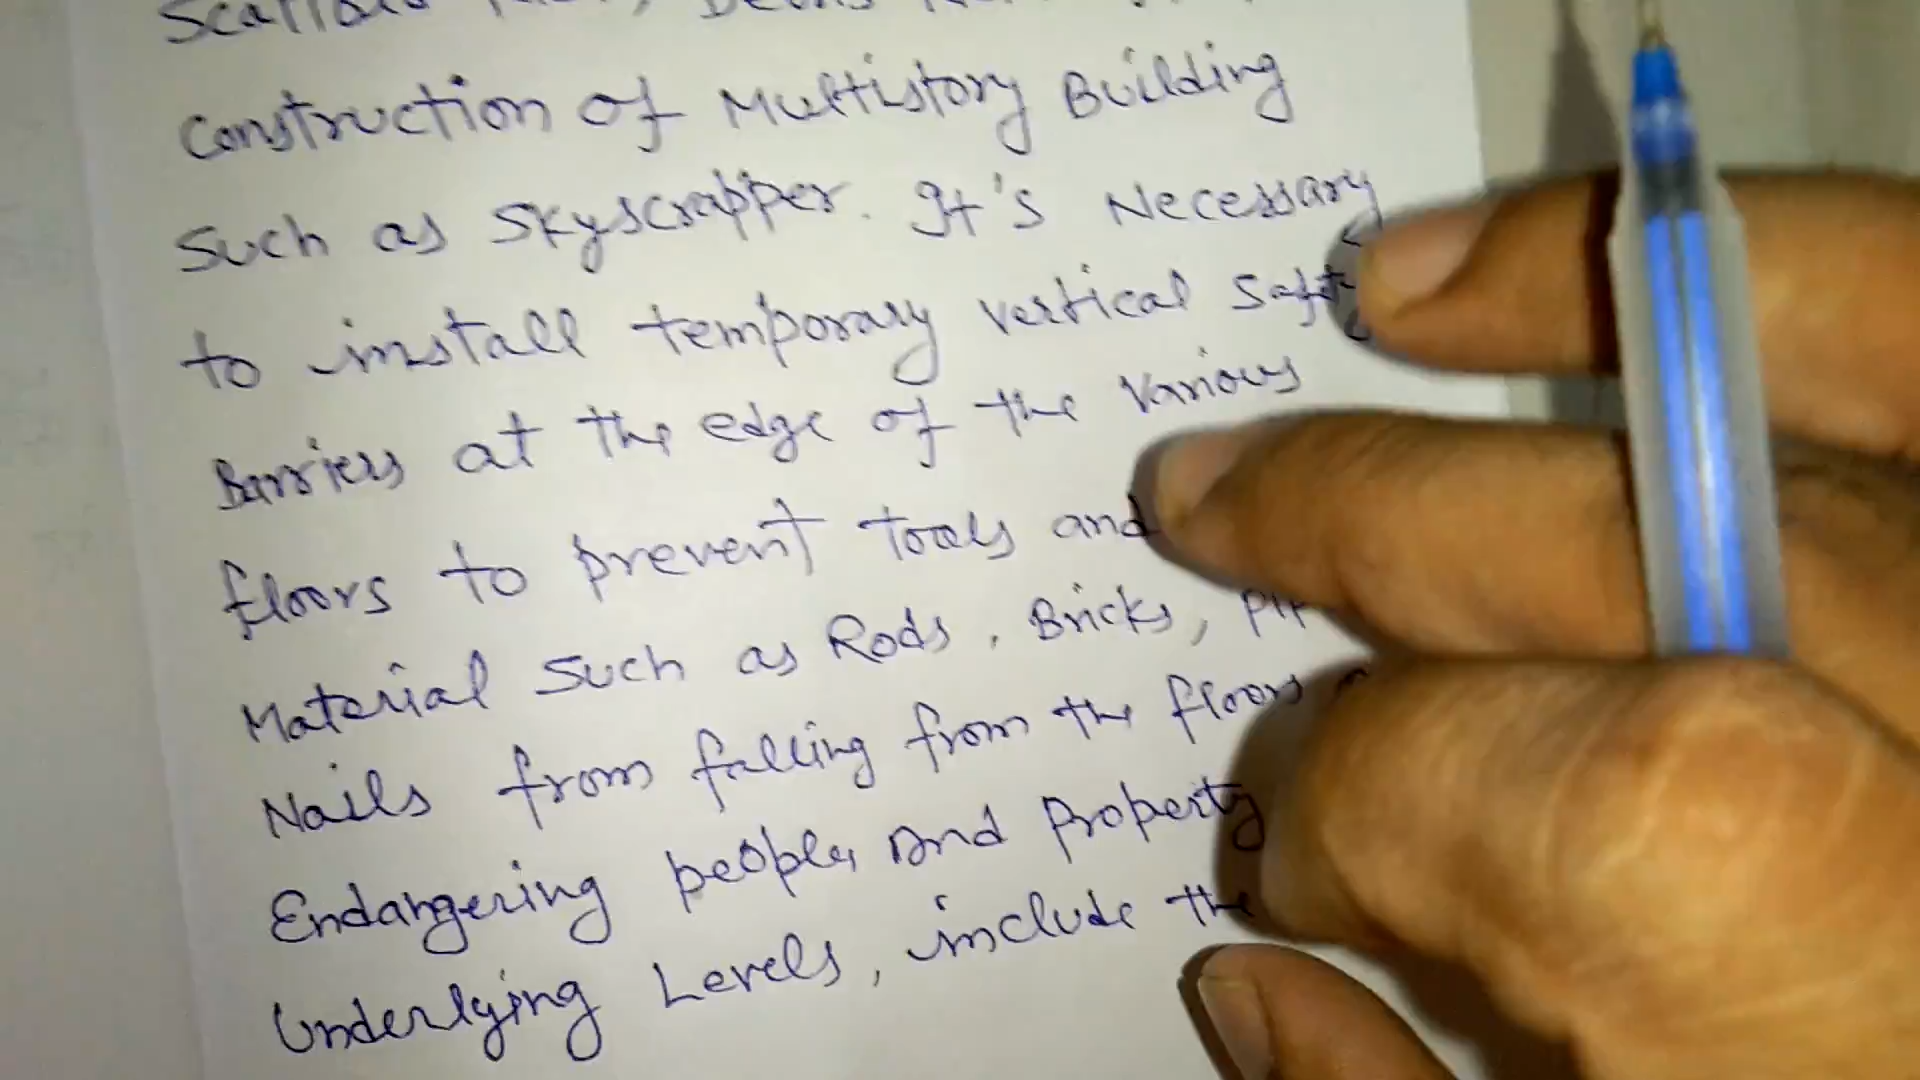 Construction of Multistory Building
Such as Skyscrapper. It's Necessary
to install temporary vertical
Barriers at the edge of the various
floors to prevent tools and
Material Such as Rods, Bricks,
Nails from falling from the floors
Endangering people, and property
Underlying Levels, include the